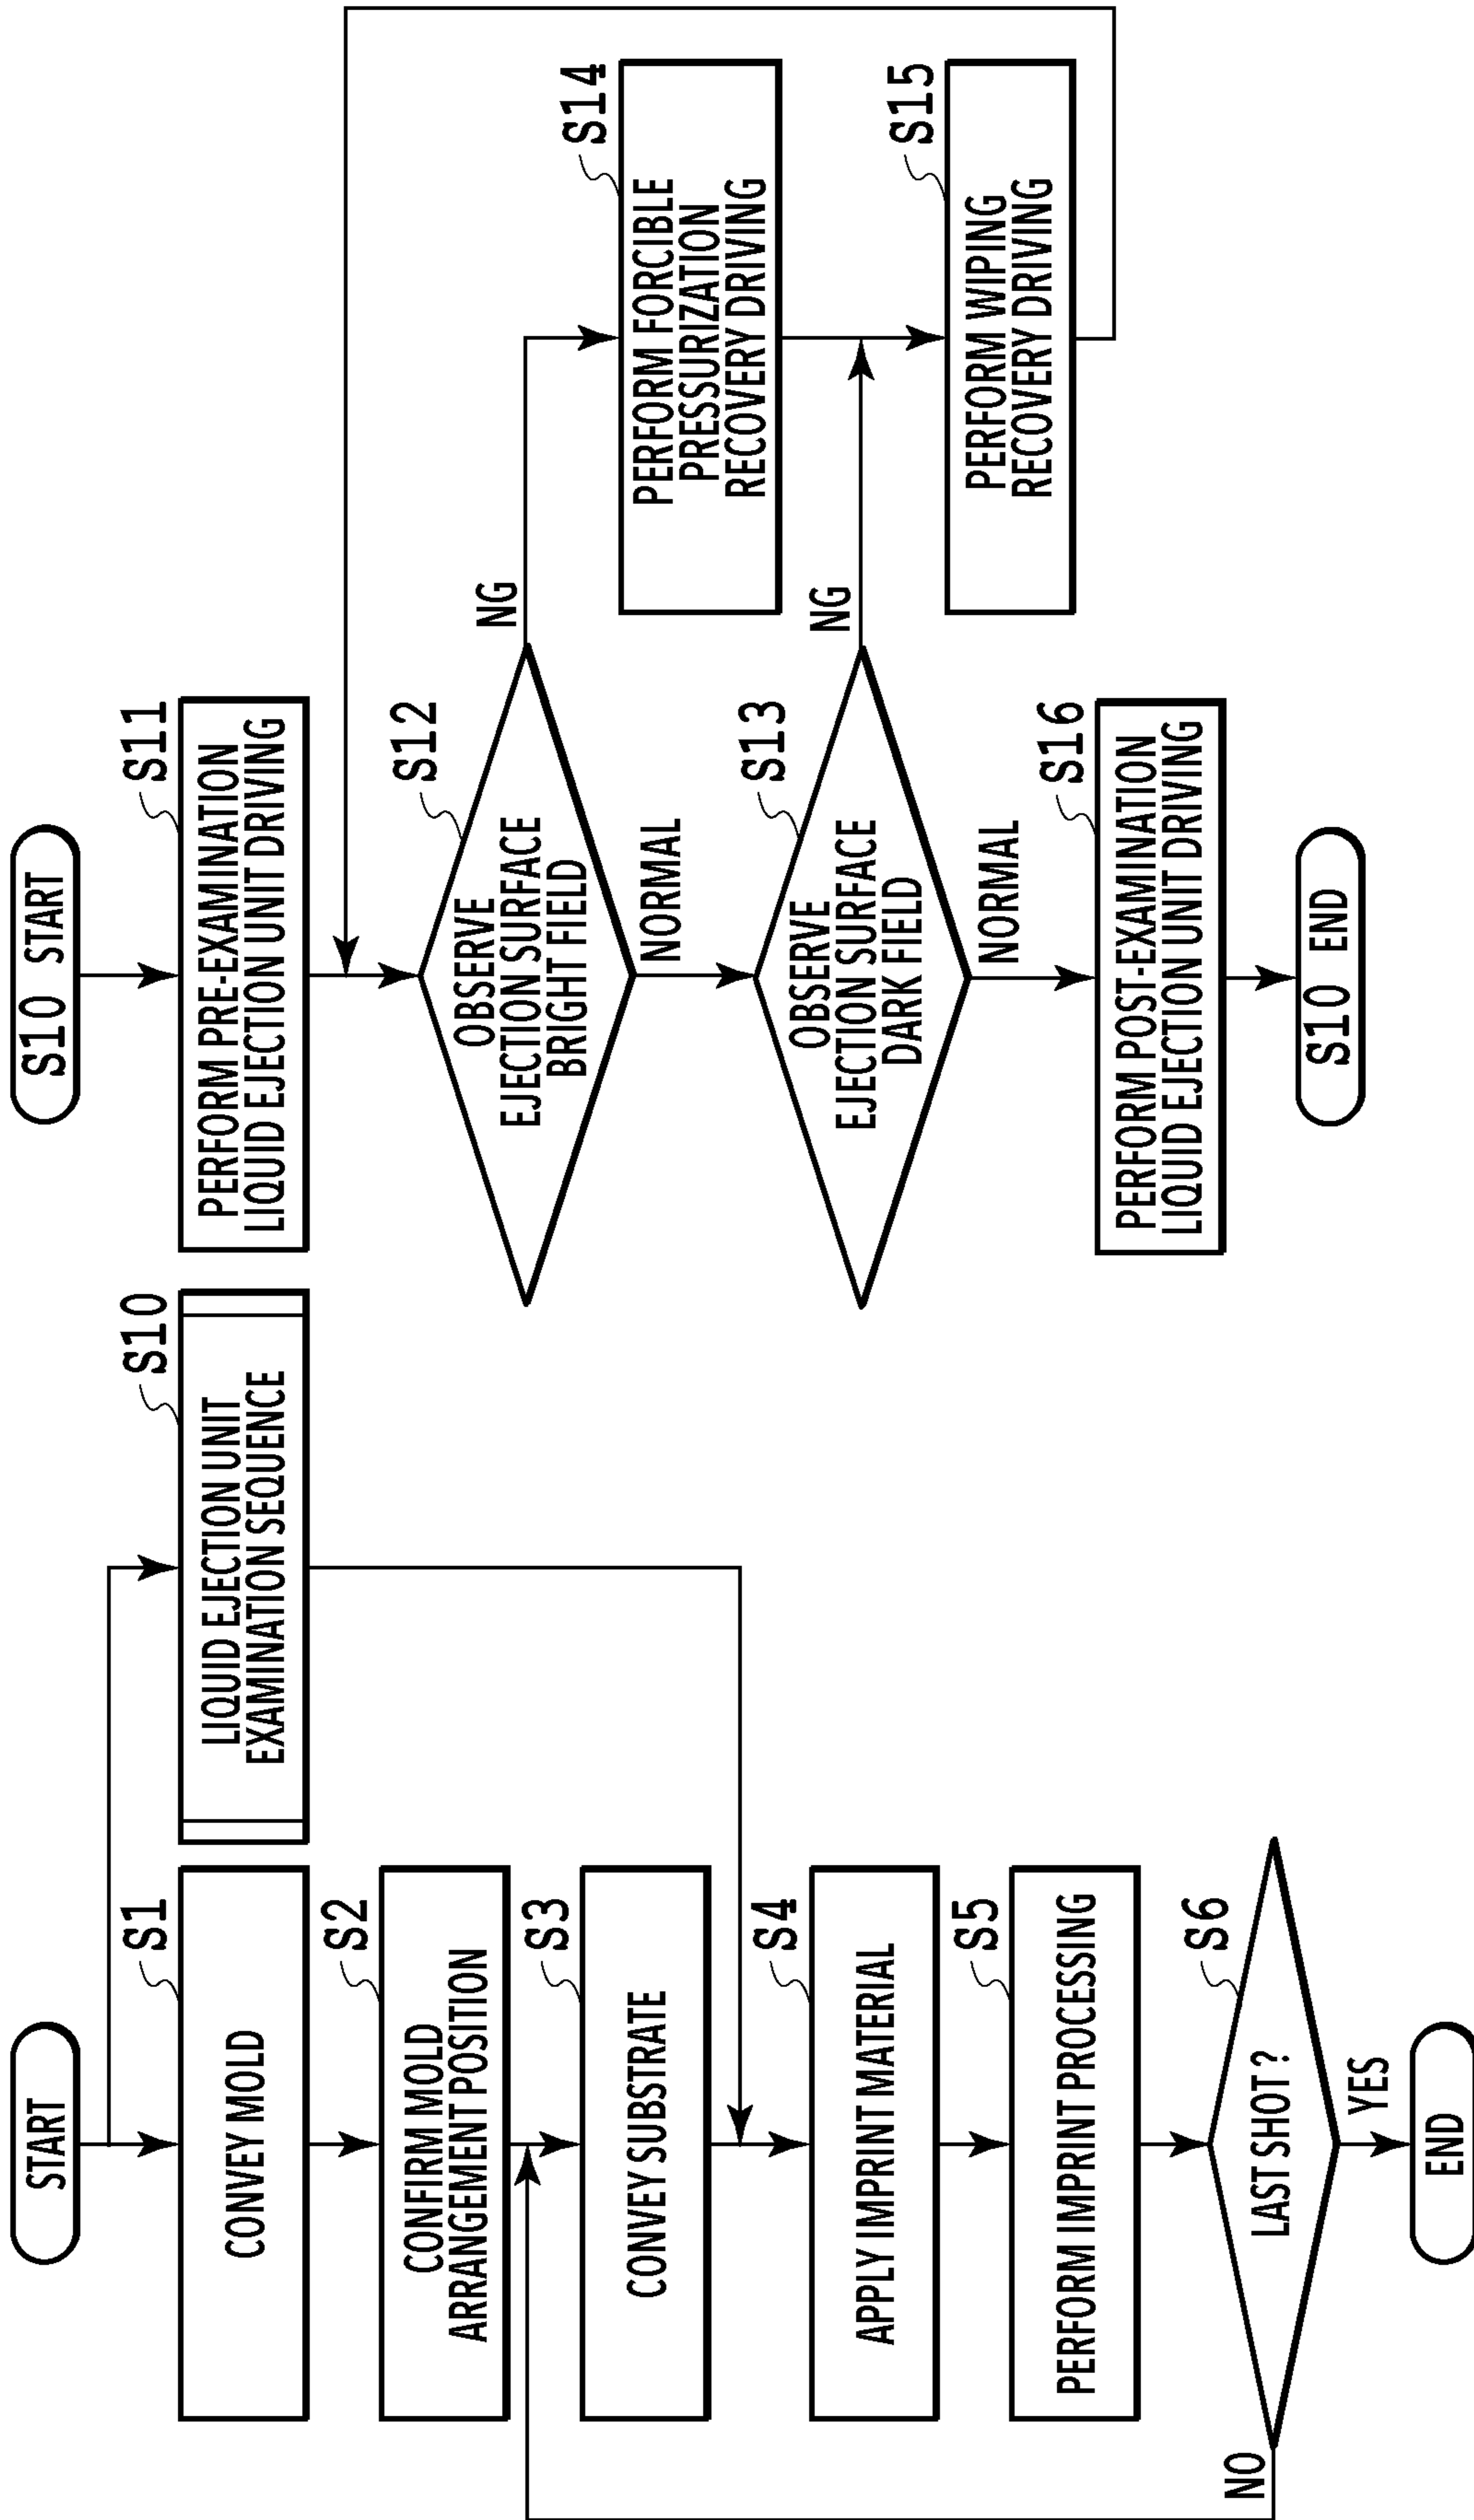 START
S1
CONVEY MOLD
S2
CONFIRM MOLD
ARRANGEMENT POSITION
S3
CONVEY SUBSTRATE
S4
APPLY IMPRINT MATERIAL
S5
PERFORM IMPRINT PROCESSING
S6
LAST SHOT ?
NO
YES
END
S10
LIQUID EJECTION UNIT
EXAMINATION SEQUENCE
S10 START
S11
PERFORM PRE-EXAMINATION
LIQUID EJECTION UNIT DRIVING
S12
OBSERVE
EJECTION SURFACE
BRIGHT FIELD
NG
NORMAL
S14
PERFORM FORCIBLE
PRESSURIZATION
RECOVERY DRIVING
S13
OBSERVE
EJECTION SURFACE
DARK FIELD
NG
NORMAL
S15
PERFORM WIPING
RECOVERY DRIVING
S16
PERFORM POST-EXAMINATION
LIQUID EJECTION UNIT DRIVING
S10 END